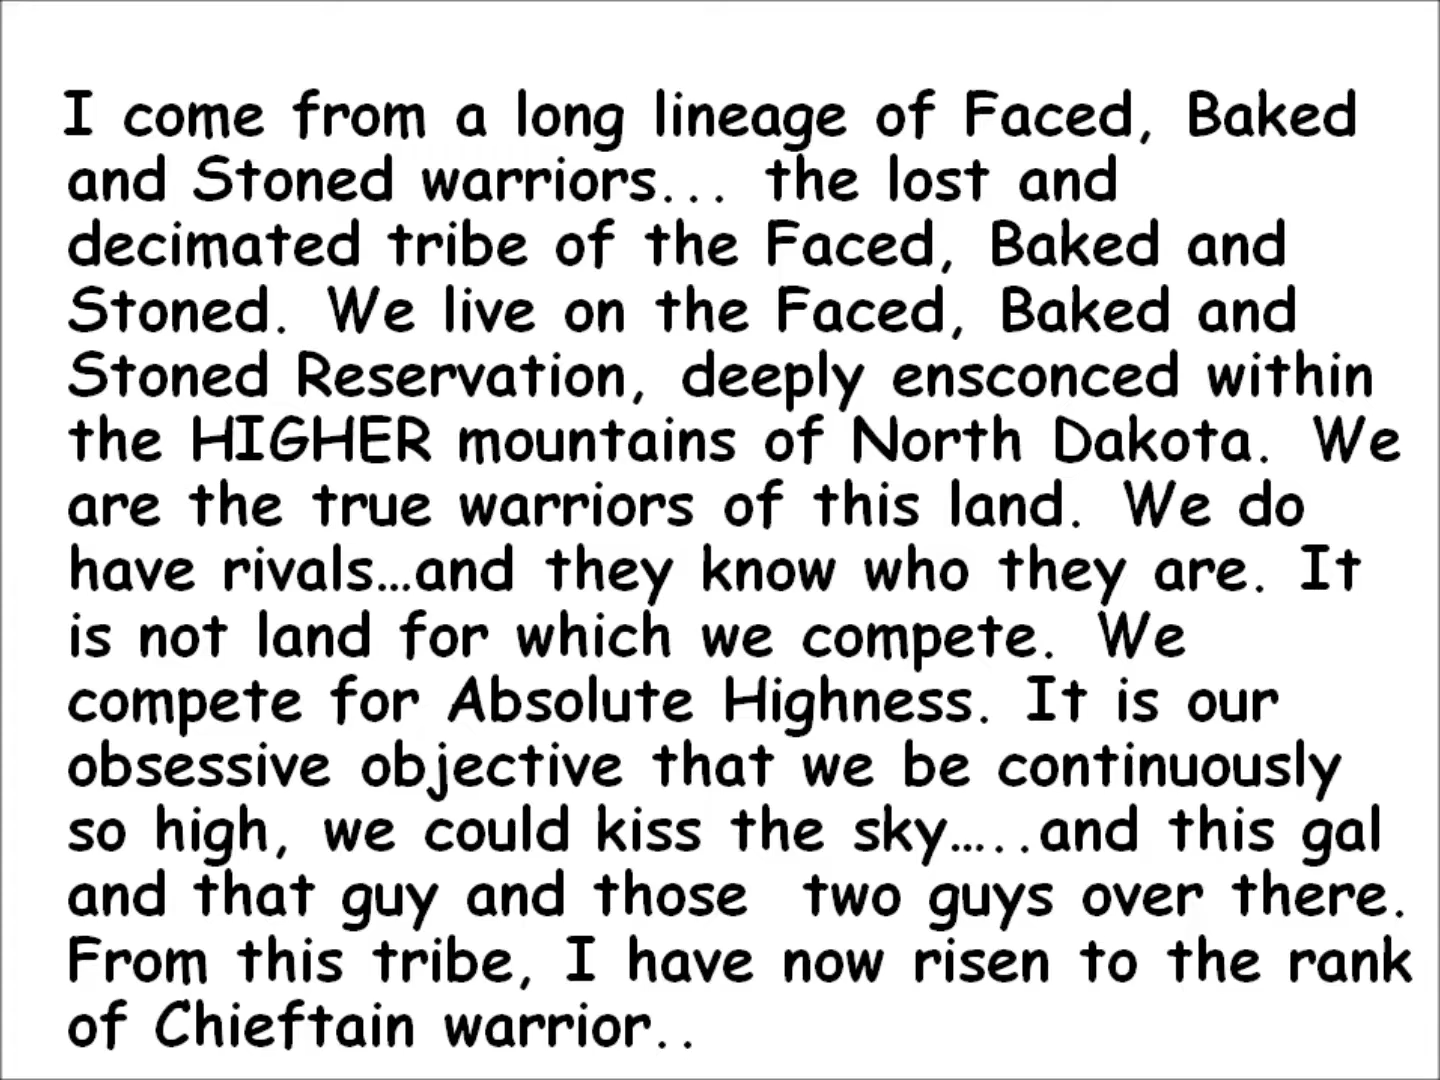 I come from a long lineage of Faced, Baked
and Stoned warriors... the lost and
decimated tribe of the Faced, Baked and
Stoned. We live on the Faced, Baked and
Stoned Reservation, deeply ensconced within
the HIGHER mountains of North Dakota. We
are the true warriors of this land. We do
have rivals…and they know who they are. It
is not land for which we compete. We
compete for Absolute Highness. It is our
obsessive objective that we be continuously
so high, we could kiss the sky…..and this gal
and that guy and those two guys over there.
From this tribe, I have now risen to the rank
of Chieftain warrior..